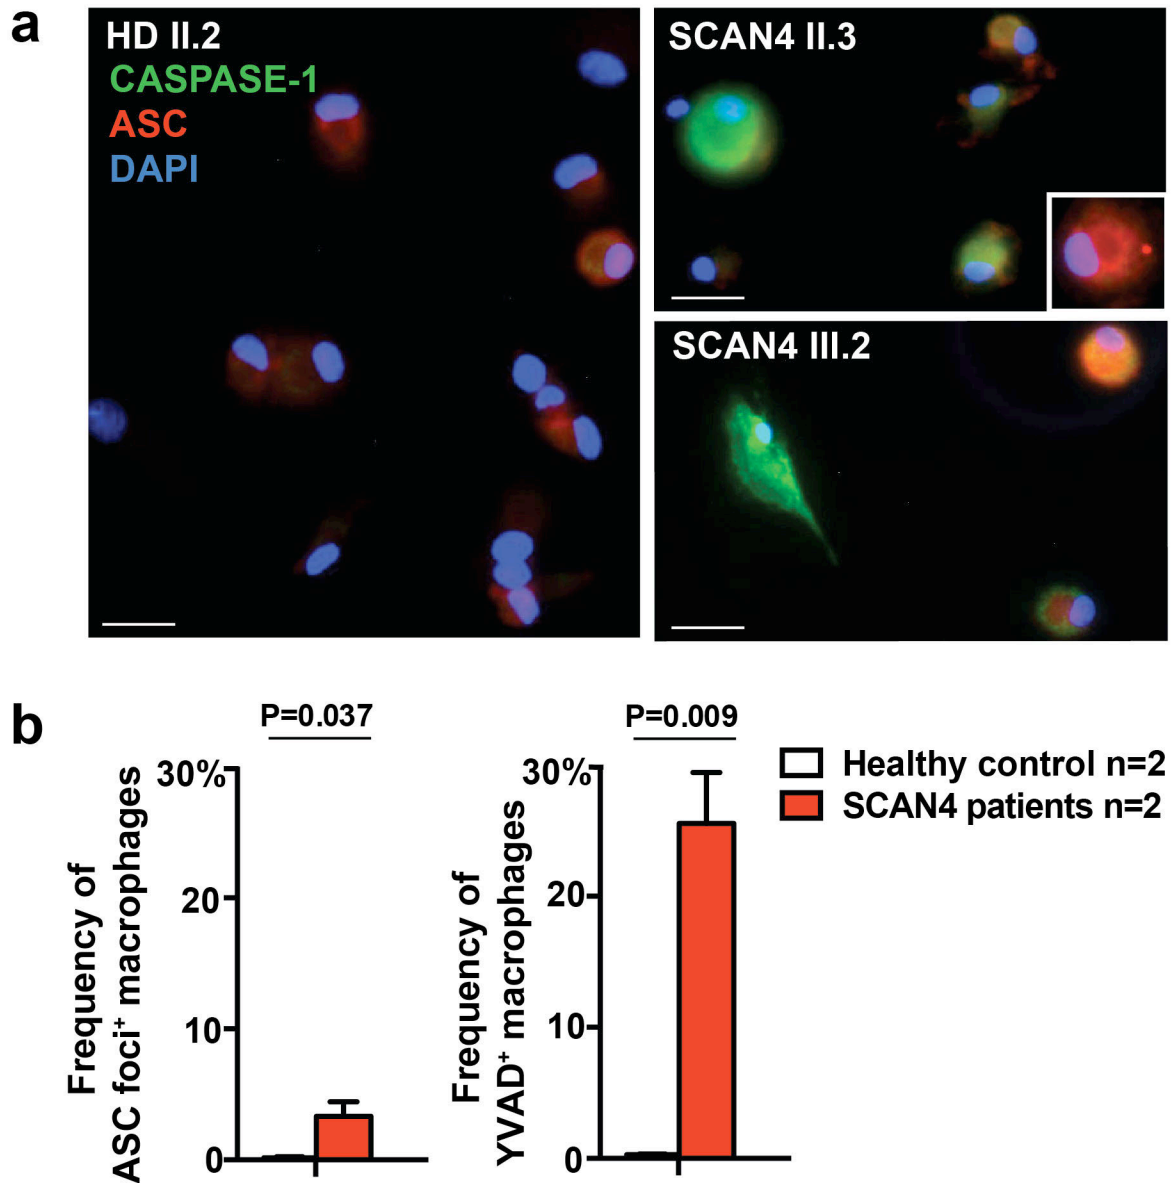 a
HD II.2
CASPASE-1
ASC
DAPI
SCAN4 II.3
SCAN4 III.2
b
P=0.037
30%
20
10
0
Frequency of
ASC foci⁺ macrophages
P=0.009
30%
20
10
0
Frequency of
YVAD⁺ macrophages
Healthy control n=2
SCAN4 patients n=2